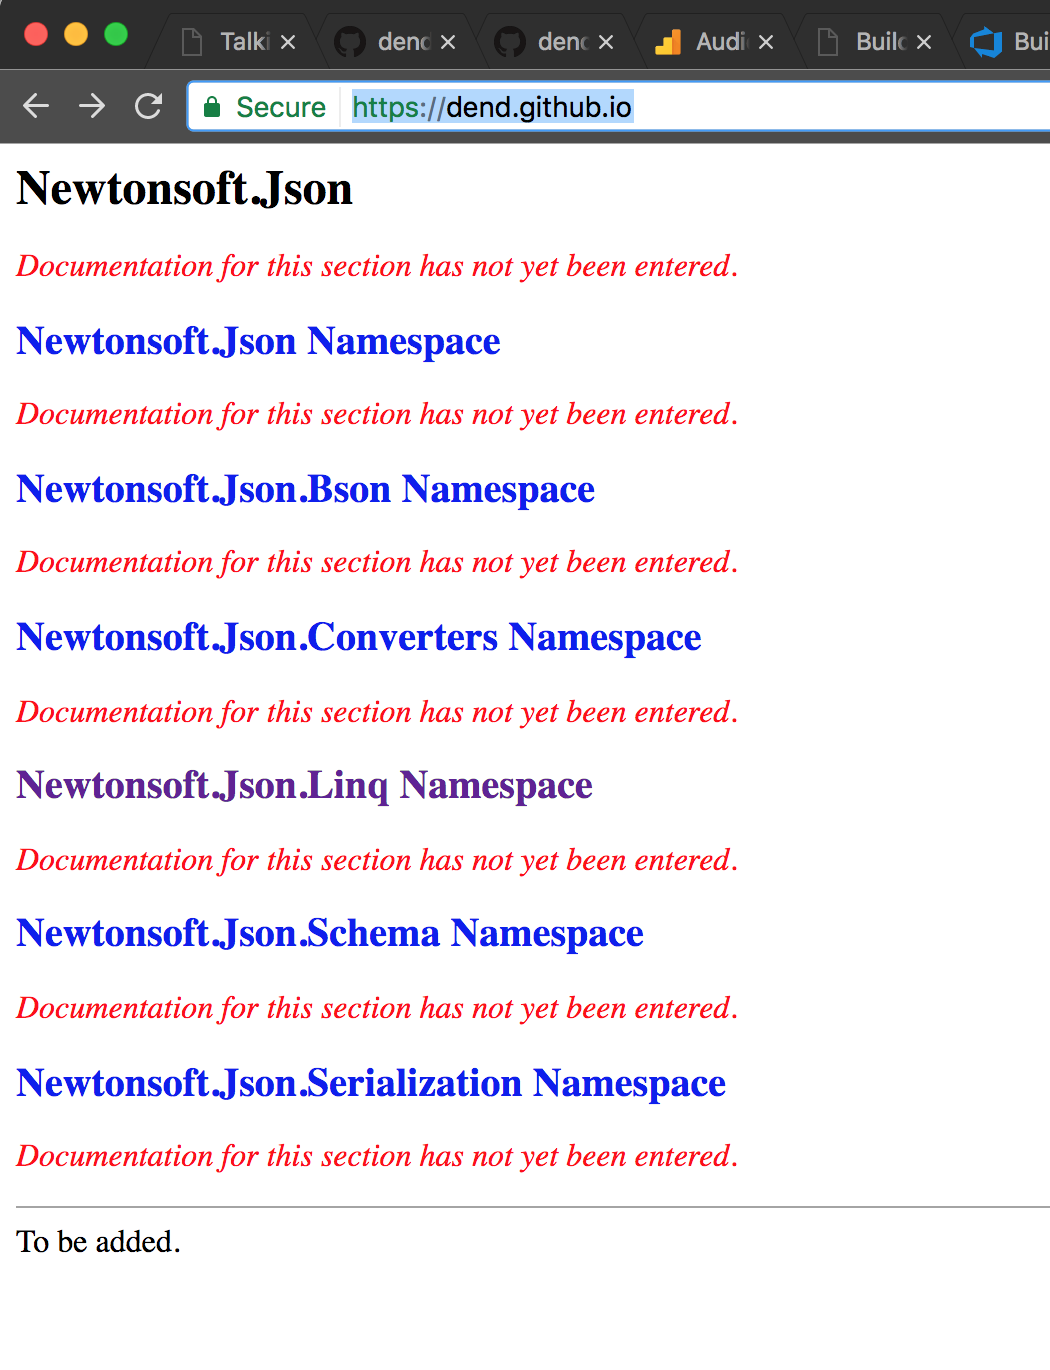 Talki
dend
dend
Audi
Build
Bui
Secure https://dend.github.io
Newtonsoft.Json
Documentation for this section has not yet been entered.
Newtonsoft.Json Namespace
Documentation for this section has not yet been entered.
Newtonsoft.Json.Bson Namespace
Documentation for this section has not yet been entered.
Newtonsoft.Json.Converters Namespace
Documentation for this section has not yet been entered.
Newtonsoft.Json.Linq Namespace
Documentation for this section has not yet been entered.
Newtonsoft.Json.Schema Namespace
Documentation for this section has not yet been entered.
Newtonsoft.Json.Serialization Namespace
Documentation for this section has not yet been entered.
To be added.